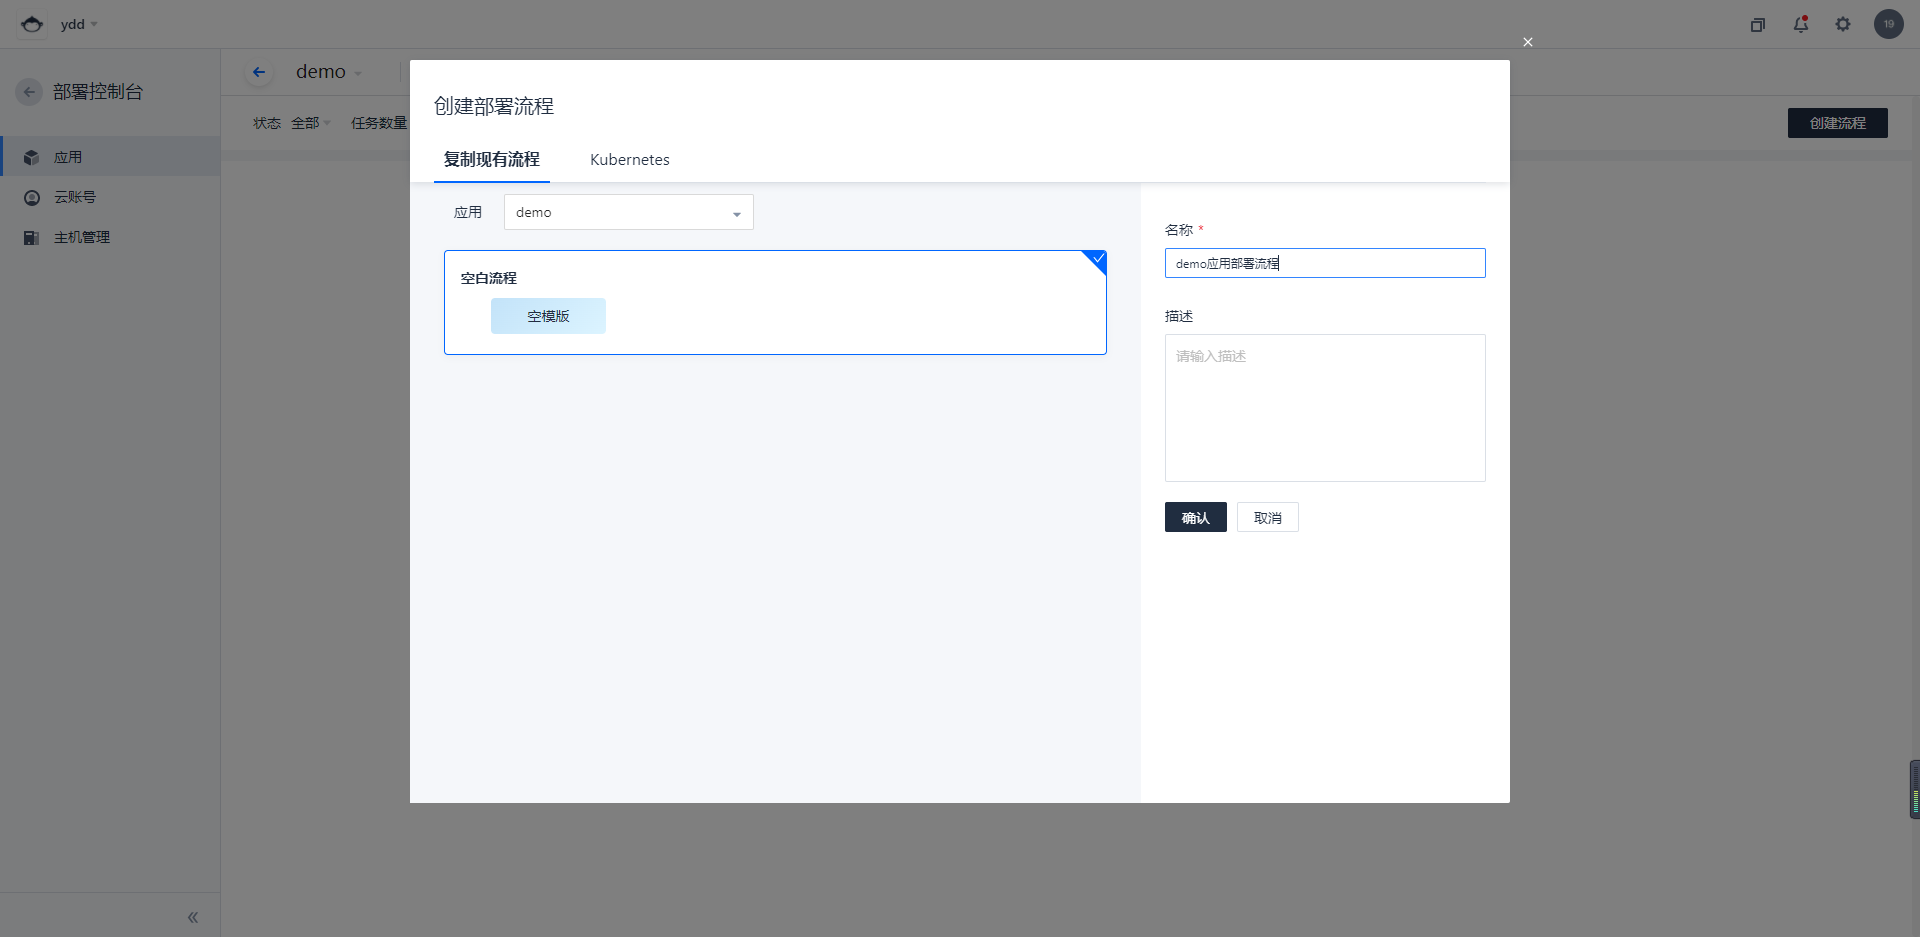 ydd
19
部署控制台
demo
状态 全部 任务数量
创建流程
应用
云账号
主机管理
创建部署流程
复制现有流程 Kubernetes
应用 demo
空白流程
空模版
名称 *
demo应用部署流程
描述
请输入描述
确认 取消